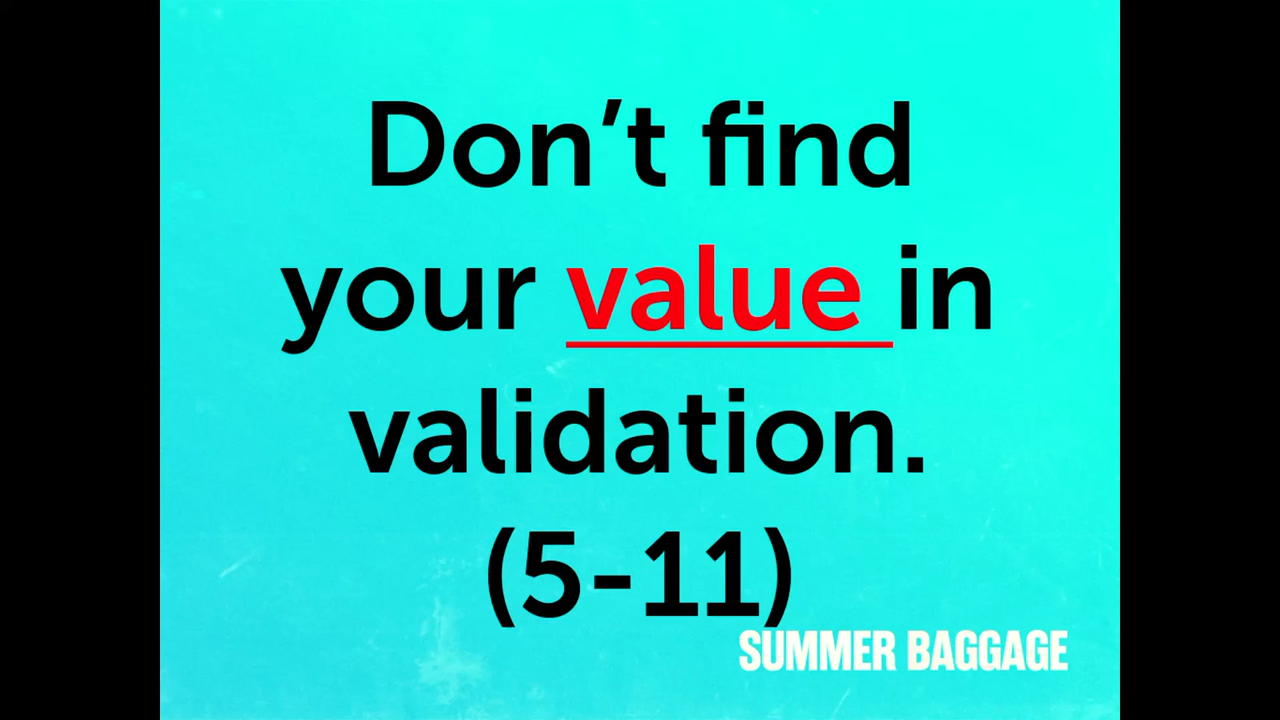 Don’t find
your value in
validation.
(5-11)
SUMMER BAGGAGE